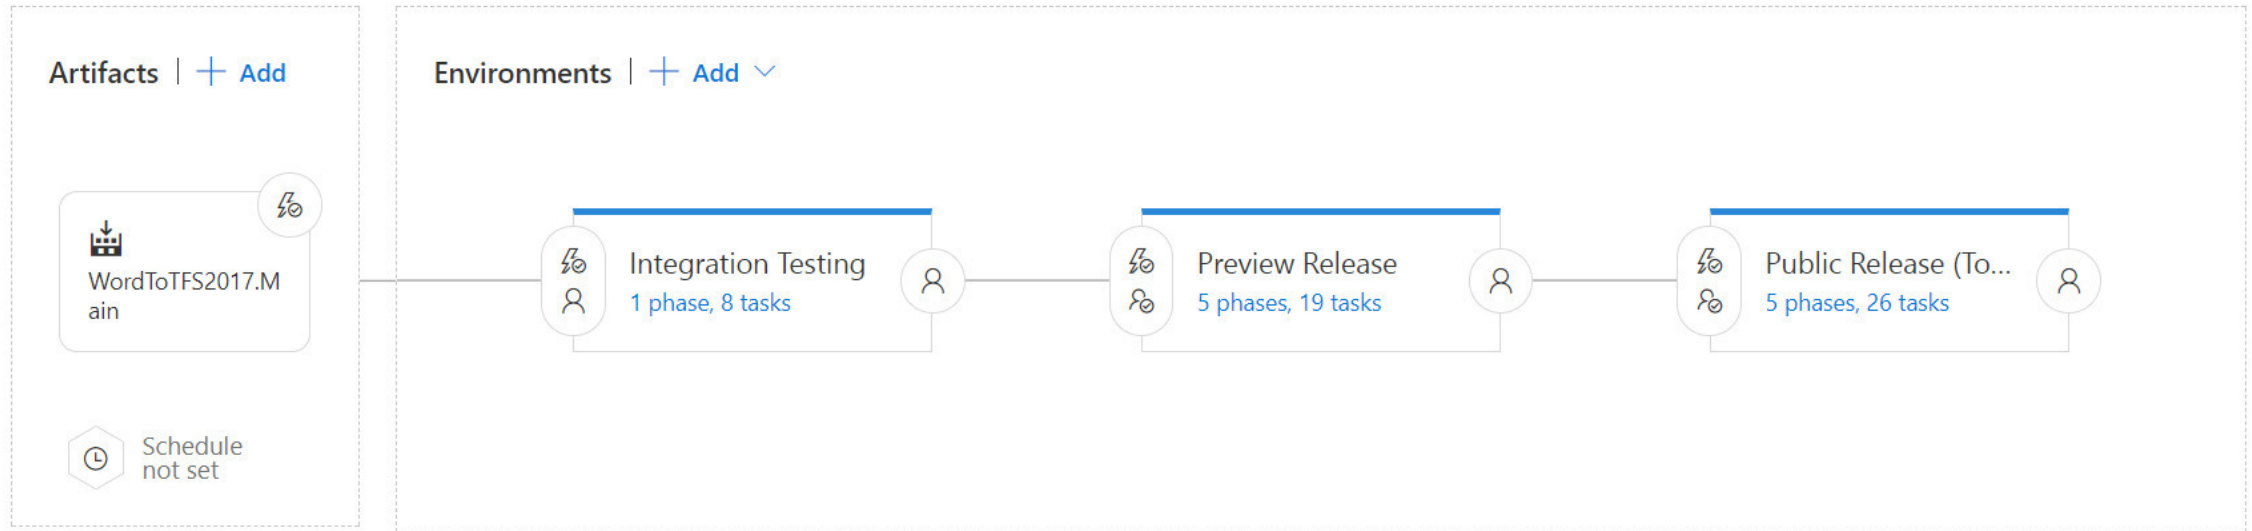 Artifacts | + Add
Environments | + Add
WordToTFS2017.M
ain
Schedule
not set
Integration Testing
1 phase, 8 tasks
Preview Release
5 phases, 19 tasks
Public Release (To...
5 phases, 26 tasks